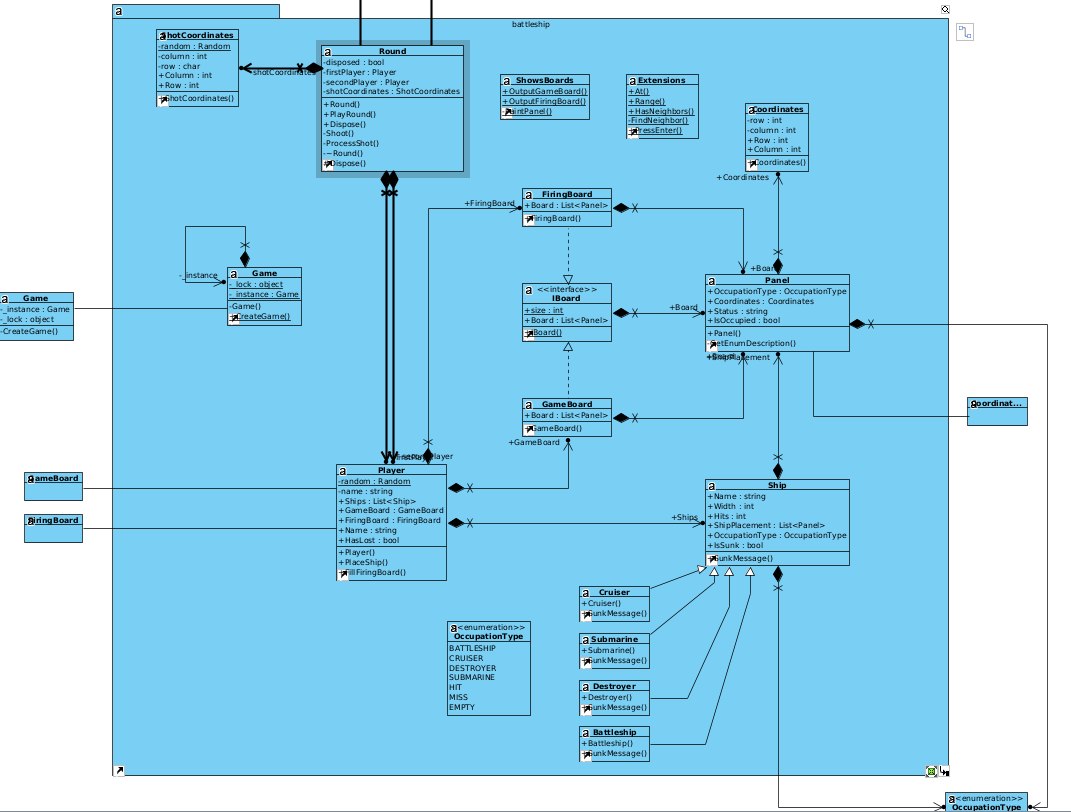 battleship
ShotCoordinates
-random : Random
-column : int
-row : char
+Column : int
+Row : int
+ShotCoordinates()
-shotCoordinates
Round
-disposed : bool
-firstPlayer : Player
-secondPlayer : Player
-shotCoordinates : ShotCoordinates
+Round()
+PlayRound()
+Dispose()
-Shoot()
-ProcessShot()
-~Round()
#Dispose()
ShowsBoards
+OutputGameBoard()
+OutputFiringBoard()
-PaintPanel()
Extensions
+At()
+Range()
+HasNeighbors()
-FindNeighbor()
+PressEnter()
Coordinates
-row : int
-column : int
+Row : int
+Column : int
+Coordinates()
+Coordinates
+FiringBoard
FiringBoard
+Board : List<Panel>
+FiringBoard()
-_instance
Game
-_lock : object
-_instance : Game
-Game()
+CreateGame()
Game
-_instance : Game
-_lock : object
-CreateGame()
<<interface>>
IBoard
+size : int
+Board : List<Panel>
+Board()
+Board
+Board
Panel
+OccupationType : OccupationType
+Coordinates : Coordinates
+Status : string
+IsOccupied : bool
+Panel()
-GetEnumDescription()
+ShipPlacement
Coordinat...
GameBoard
+Board : List<Panel>
+GameBoard()
+GameBoard
-secondPlayer
GameBoard
FiringBoard
Player
-random : Random
-name : string
+Ships : List<Ship>
+GameBoard : GameBoard
+FiringBoard : FiringBoard
+Name : string
+HasLost : bool
+Player()
+PlaceShip()
+FillFiringBoard()
+Ships
Ship
+Name : string
+Width : int
+Hits : int
+ShipPlacement : List<Panel>
+OccupationType : OccupationType
+IsSunk : bool
+SunkMessage()
Cruiser
+Cruiser()
+SunkMessage()
Submarine
+Submarine()
+SunkMessage()
Destroyer
+Destroyer()
+SunkMessage()
Battleship
+Battleship()
+SunkMessage()
<<enumeration>>
OccupationType
BATTLESHIP
CRUISER
DESTROYER
SUBMARINE
HIT
MISS
EMPTY
<<enumeration>>
OccupationType